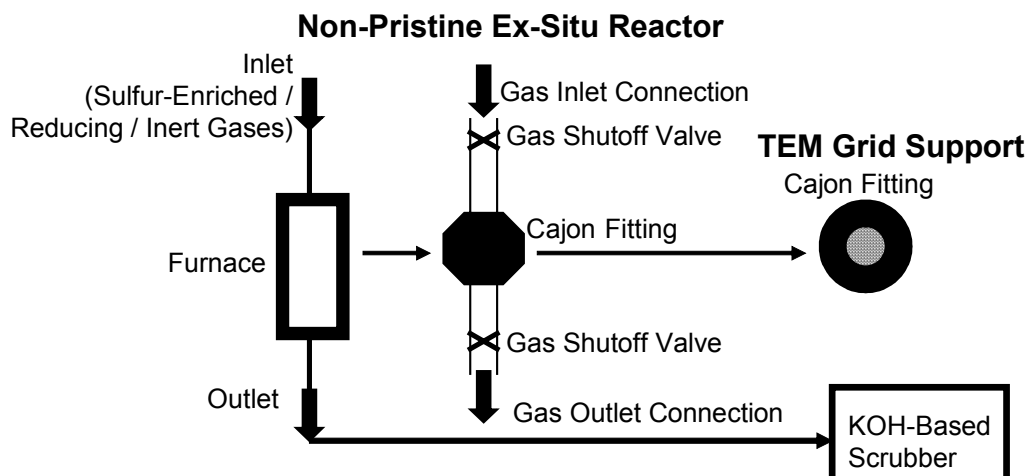 Non-Pristine Ex-Situ Reactor
Inlet
(Sulfur-Enriched /
Reducing / Inert Gases)
Gas Inlet Connection
Gas Shutoff Valve
TEM Grid Support
Cajon Fitting
Cajon Fitting
Furnace
Gas Shutoff Valve
Outlet
Gas Outlet Connection
KOH-Based
Scrubber